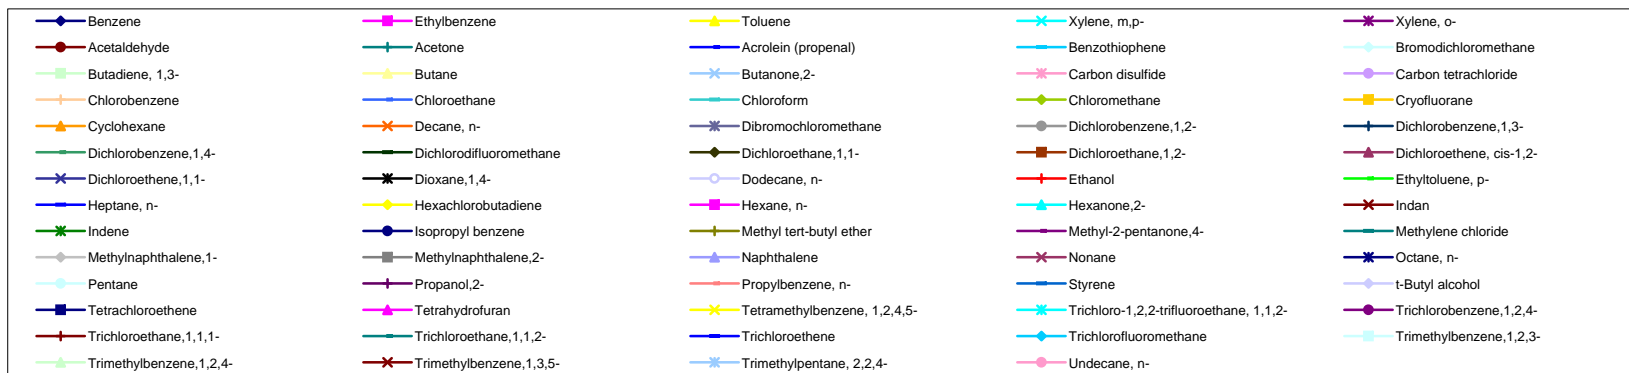 Benzene Ethylbenzene Toluene Xylene, m,p- Xylene, o-
Acetaldehyde Acetone Acrolein (propenal) Benzothiophene Bromodichloromethane
Butadiene, 1,3- Butane Butanone,2- Carbon disulfide Carbon tetrachloride
Chlorobenzene Chloroethane Chloroform Chloromethane Cryofluorane
Cyclohexane Decane, n- Dibromochloromethane Dichlorobenzene,1,2- Dichlorobenzene,1,3-
Dichlorobenzene,1,4- Dichlorodifluoromethane Dichloroethane,1,1- Dichloroethane,1,2- Dichloroethene, cis-1,2-
Dichloroethene,1,1- Dioxane,1,4- Dodecane, n- Ethanol Ethyltoluene, p-
Heptane, n- Hexachlorobutadiene Hexane, n- Hexanone,2- Indan
Indene Isopropyl benzene Methyl tert-butyl ether Methyl-2-pentanone,4- Methylene chloride
Methylnaphthalene,1- Methylnaphthalene,2- Naphthalene Nonane Octane, n-
Pentane Propanol,2- Propylbenzene, n- Styrene t-Butyl alcohol
Tetrachloroethene Tetrahydrofuran Tetramethylbenzene, 1,2,4,5- Trichloro-1,2,2-trifluoroethane, 1,1,2- Trichlorobenzene,1,2,4-
Trichloroethane,1,1,1- Trichloroethane,1,1,2- Trichloroethene Trichlorofluromethane Trimethylbenzene,1,2,3-
Trimethylbenzene,1,2,4- Trimethylbenzene,1,3,5- Trimethylpentane, 2,2,4- Undecane, n-